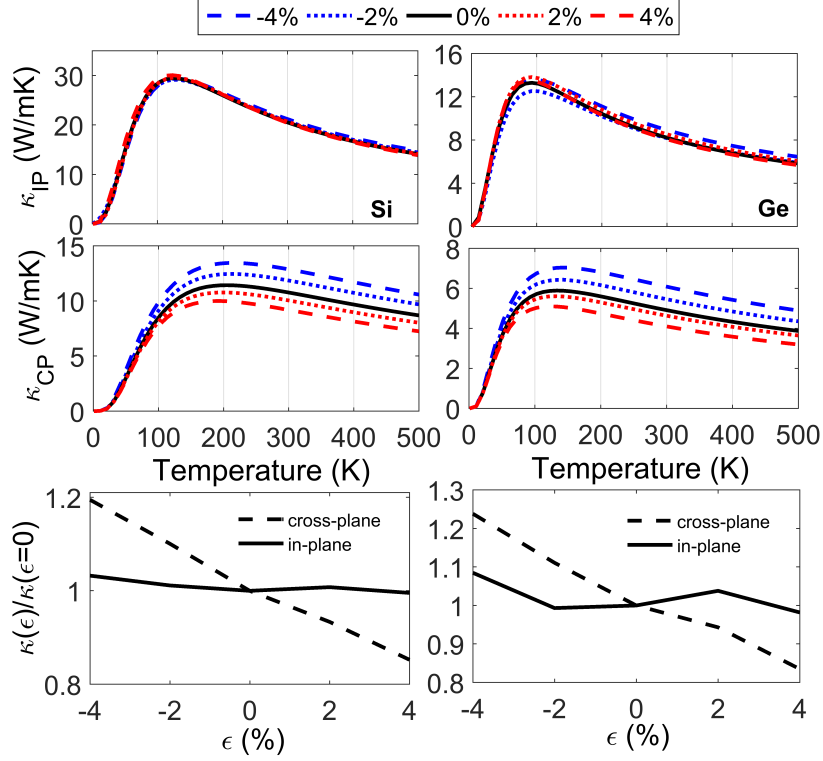 -4% -2% 0% 2% 4%
κIP (W/mK)
30
20
10
0
Si
16
12
8
4
0
Ge
κCP (W/mK)
15
10
5
0
0 100 200 300 400 500
Temperature (K)
8
6
4
2
0
0 100 200 300 400 500
Temperature (K)
κ(ϵ)/κ(ϵ=0)
1.2
1
0.8
cross-plane
in-plane
-4 -2 0 2 4
ϵ (%)
1.3
1.2
1.1
1
0.9
0.8
cross-plane
in-plane
-4 -2 0 2 4
ϵ (%)